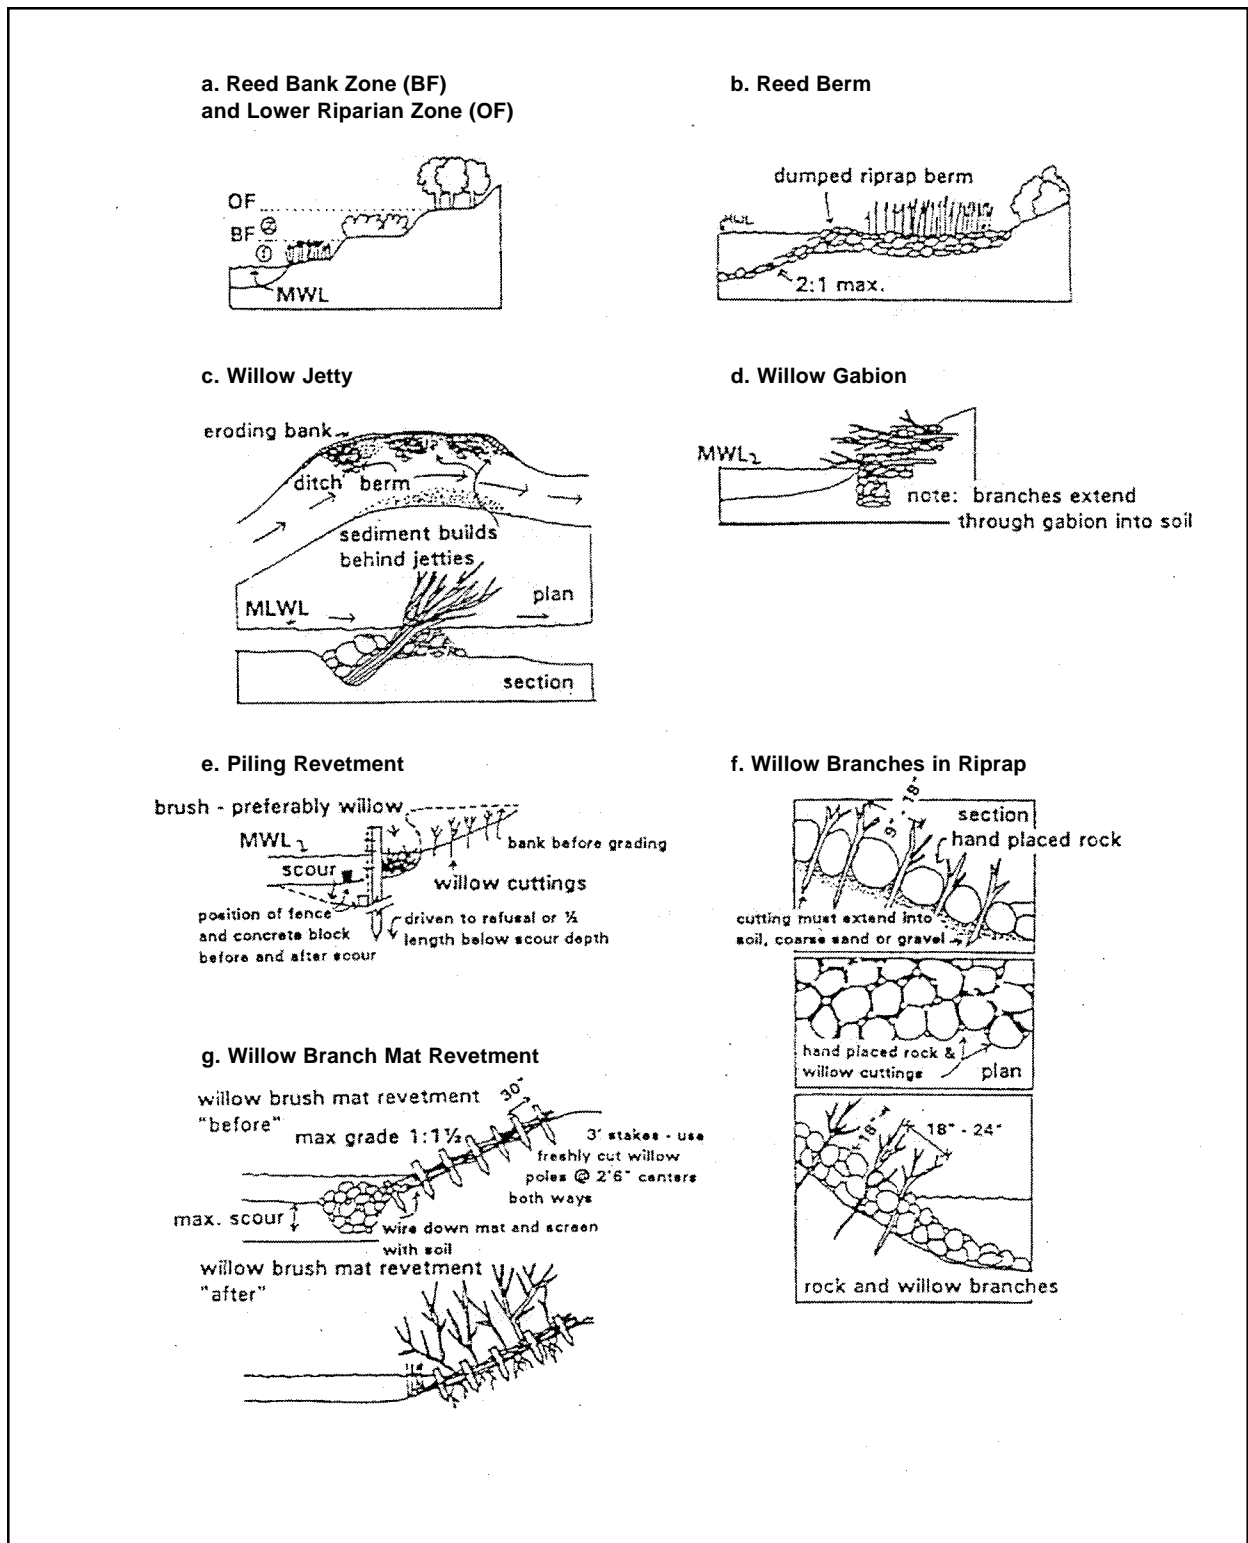 a. Reed Bank Zone (BF)
and Lower Riparian Zone (OF)
OF
2
BF
1
MWL
b. Reed Berm
dumped riprap berm
MWL
2:1 max.
c. Willow Jetty
eroding bank
ditch berm
sediment builds
behind jetties
plan
MLWL
section
d. Willow Gabion
MWL
note: branches extend
through gabion into soil
e. Piling Revetment
brush - preferably willow
MWL
bank before grading
scour
willow cuttings
position of fence
and concrete block
before and after scour
driven to refusal or ½
length below scour depth
f. Willow Branches in Riprap
9" - 18"
section
hand placed rock
cutting must extend into
soil, coarse sand or gravel
hand placed rock &
willow cuttings
plan
18"
18" - 24"
rock and willow branches
g. Willow Branch Mat Revetment
willow brush mat revetment
"before"
30"
max grade 1:1½
3' stakes - use
freshly cut willow
poles @ 2'6" centers
both ways
max. scour
wire down mat and screen
with soil
willow brush mat revetment
"after"